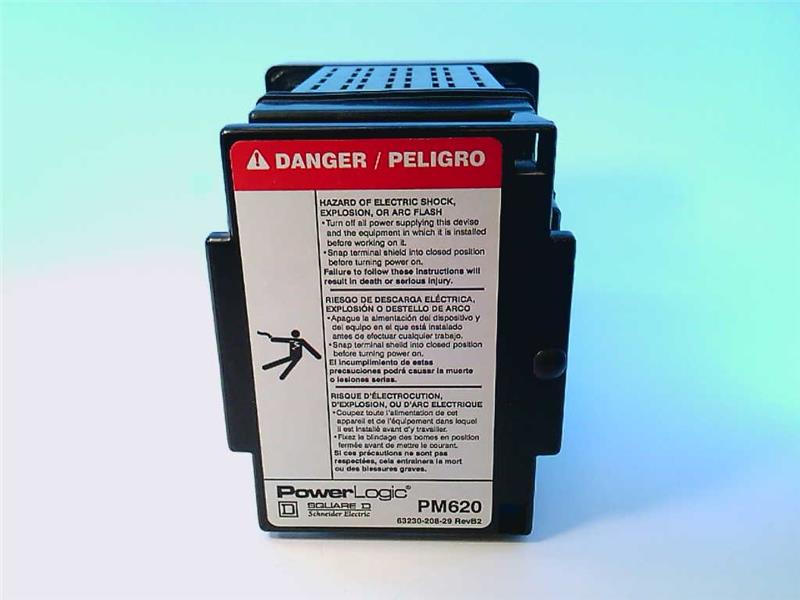 DANGER / PELIGRO
HAZARD OF ELECTRIC SHOCK,
EXPLOSION, OR ARC FLASH
• Turn off all power supplying this device
and the equipment in which it is installed
before working on it.
• Snap terminal shield into closed position
before turning power on.
Failure to follow these instructions will
result in death or serious injury.
RIESGO DE DESCARGA ELÉCTRICA,
EXPLOSIÓN O DESTELLO DE ARCO
• Apague la alimentación del dispositivo y
del equipo en el que está instalado
antes de efectuar cualquier trabajo.
• Snap terminal shield into closed position
before turning power on.
El incumplimiento de estas
precauciones podrá causar la muerte
o lesiones serias.
RISQUE D'ÉLECTROCUTION,
D'EXPLOSION, OU D'ARC ÉLECTRIQUE
• Coupez toute l'alimentation de cet
appareil et de l'équipement dans lequel
il est installé avant d'y travailler.
• Fixez le blindage des bornes en position
fermée avant de mettre le courant.
Si ces précautions ne sont pas
respectées, cela entraînera la mort
ou des blessures graves.
PowerLogic®
SQUARE D
Schneider Electric
PM620
63230-208-29 RevB2